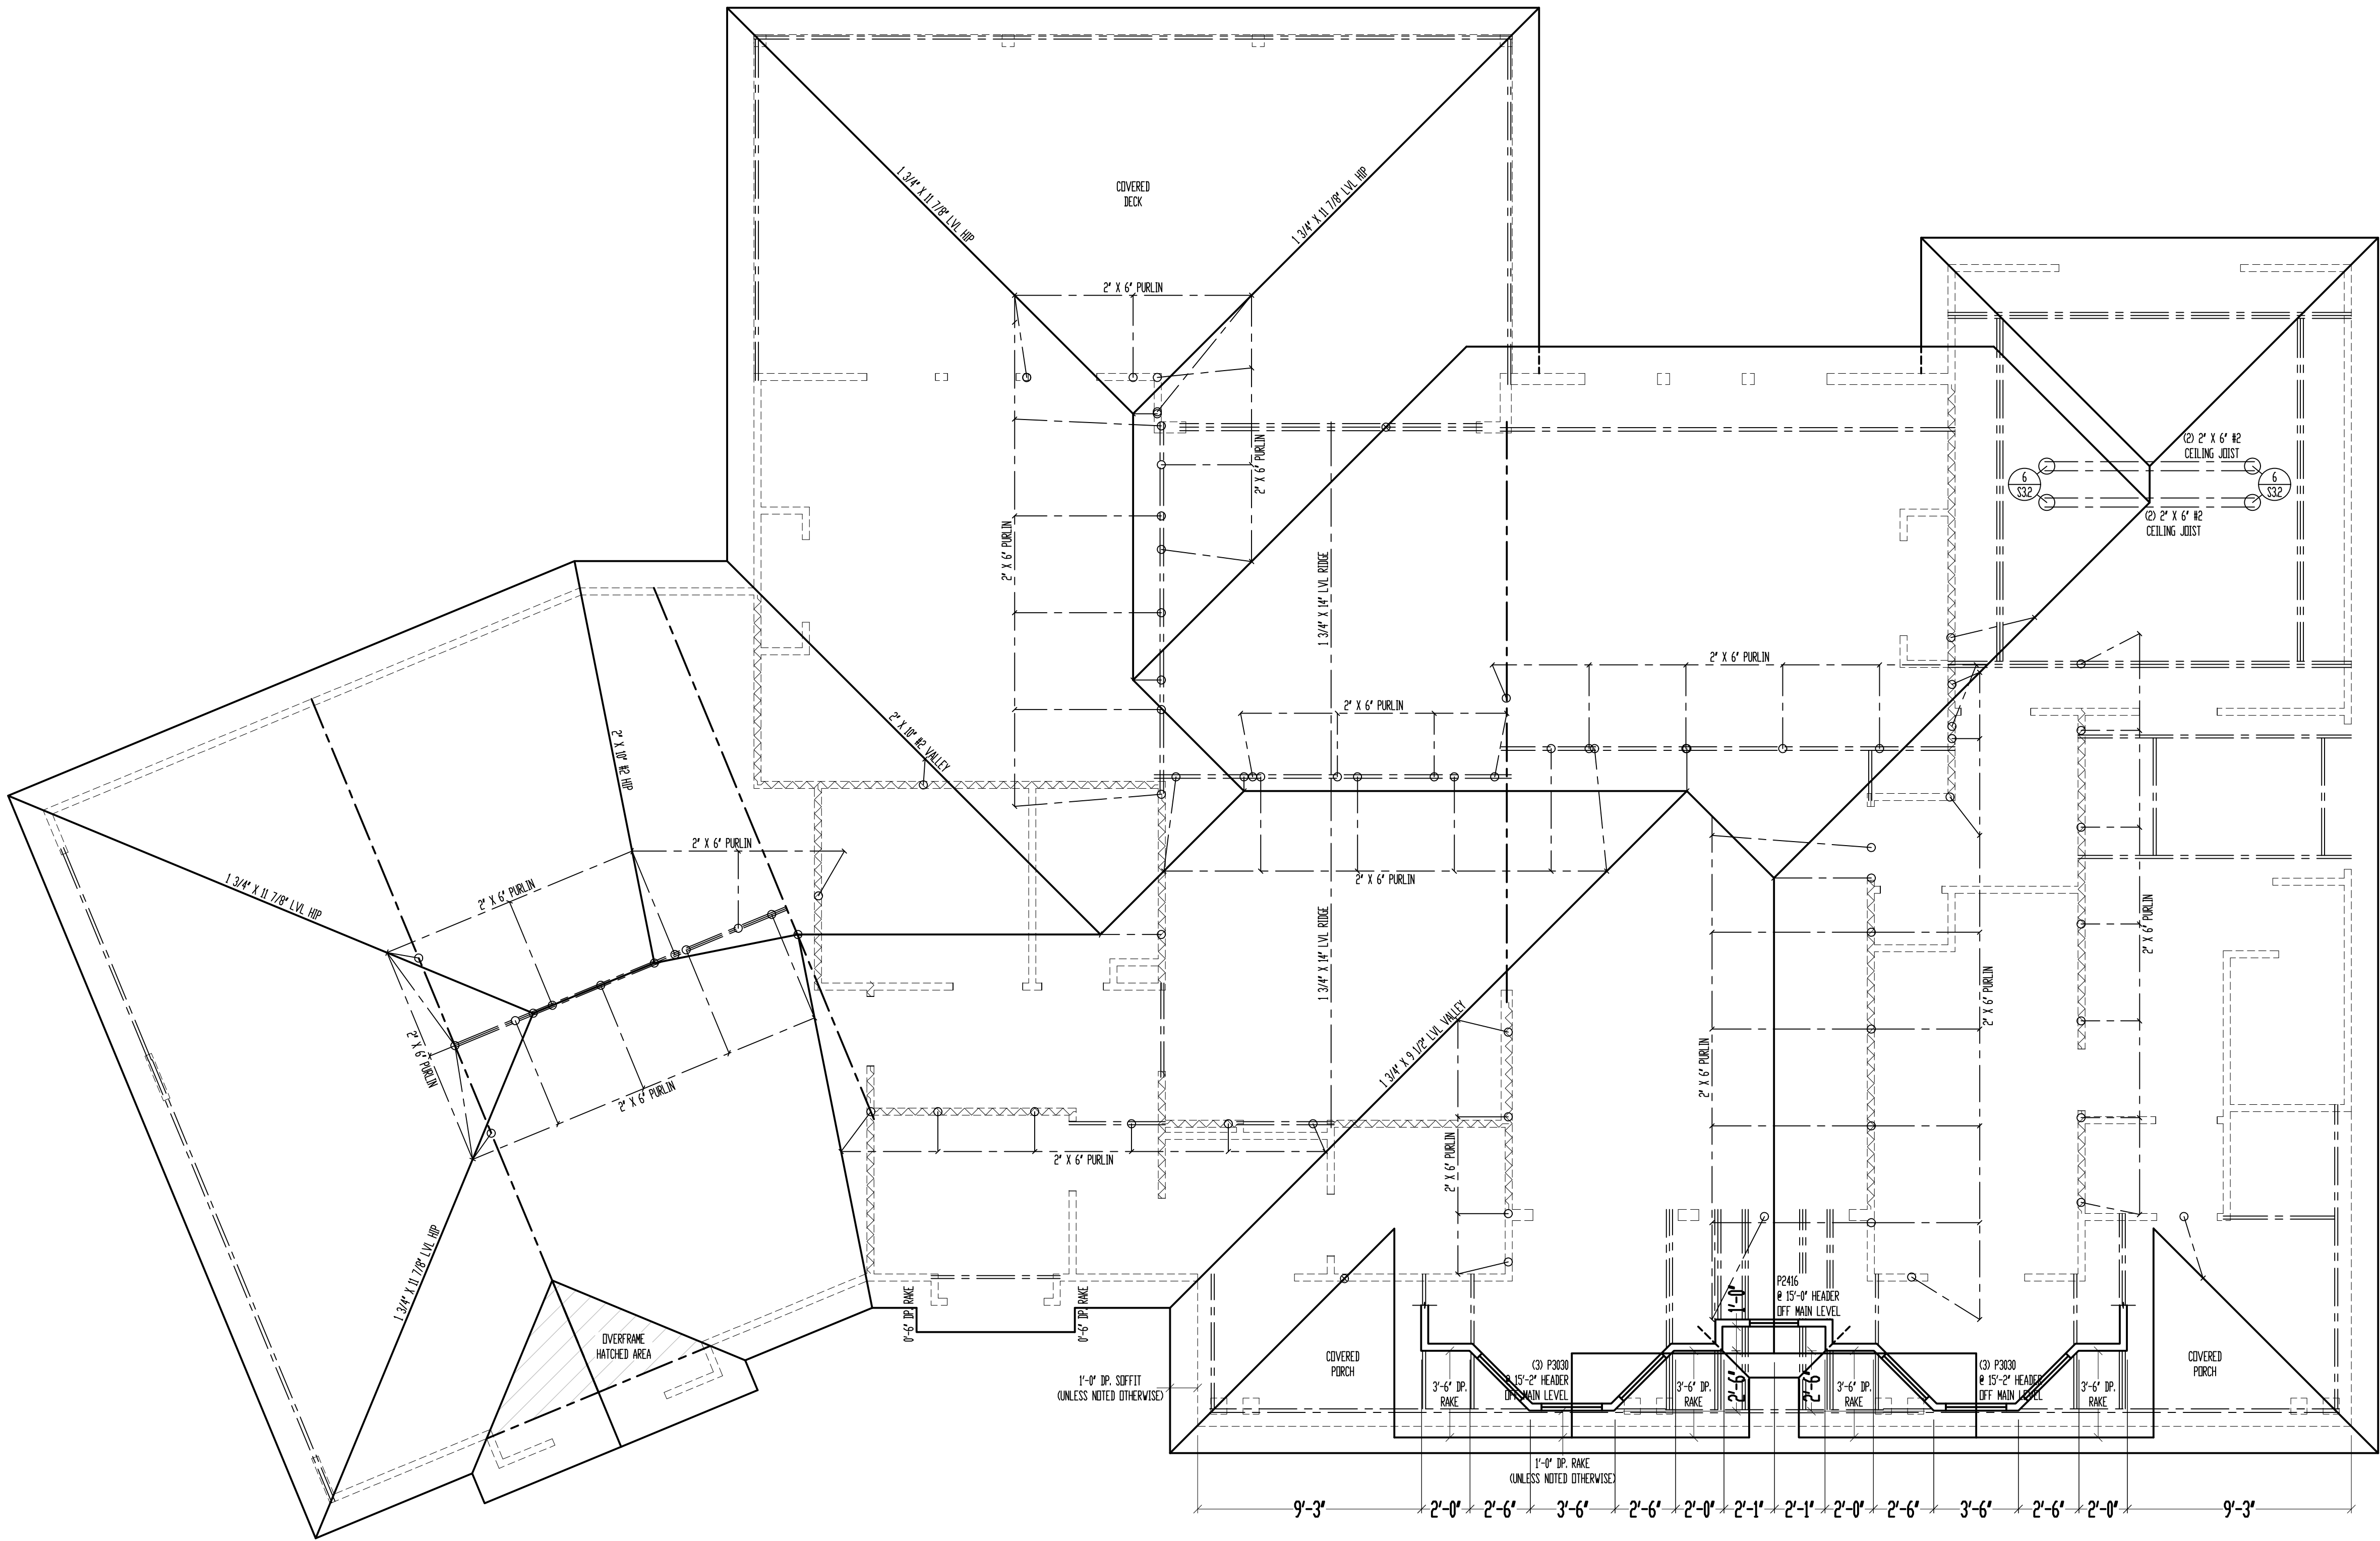 1 3/4" X 11 7/8" LVL HIP
COVERED
DECK
1 3/4" X 11 7/8" LVL HIP
2" X 6" PURLIN
2" X 6" PURLIN
2" X 6" PURLIN
1 3/4" X 14" LVL RIDGE
(2) 2" X 6" #2
CEILING JOIST
6
S3.2
6
S3.2
(2) 2" X 6" #2
CEILING JOIST
2" X 6" PURLIN
2" X 6" PURLIN
2" X 10" #2 VALLEY
2" X 10" #2 HIP
2" X 6" PURLIN
2" X 6" PURLIN
1 3/4" X 11 7/8" LVL HIP
2" X 6" PURLIN
2" X 6" PURLIN
2" X 6" PURLIN
1 3/4" X 14" LVL RIDGE
1 3/4" X 9 1/2" LVL VALLEY
2" X 6" PURLIN
2" X 6" PURLIN
2" X 6" PURLIN
2" X 6" PURLIN
2" X 6" PURLIN
1 3/4" X 11 7/8" LVL HIP
OVERFRAME
HATCHED AREA
0'-6" DP. RAKE
0'-6" DP. RAKE
1'-0"
P2416
@ 15'-0" HEADER
OFF MAIN LEVEL
COVERED
PORCH
(3) P3030
@ 15'-2" HEADER
OFF MAIN LEVEL
(3) P3030
@ 15'-2" HEADER
OFF MAIN LEVEL
COVERED
PORCH
1'-0" DP. SOFFIT
(UNLESS NOTED OTHERWISE)
3'-6" DP.
RAKE
3'-6" DP.
RAKE
2'-6"
2'-6"
3'-6" DP.
RAKE
3'-6" DP.
RAKE
1'-0" DP. RAKE
(UNLESS NOTED OTHERWISE)
9'-3"
2'-0"
2'-6"
3'-6"
2'-6"
2'-0"
2'-1"
2'-1"
2'-0"
2'-6"
3'-6"
2'-6"
2'-0"
9'-3"